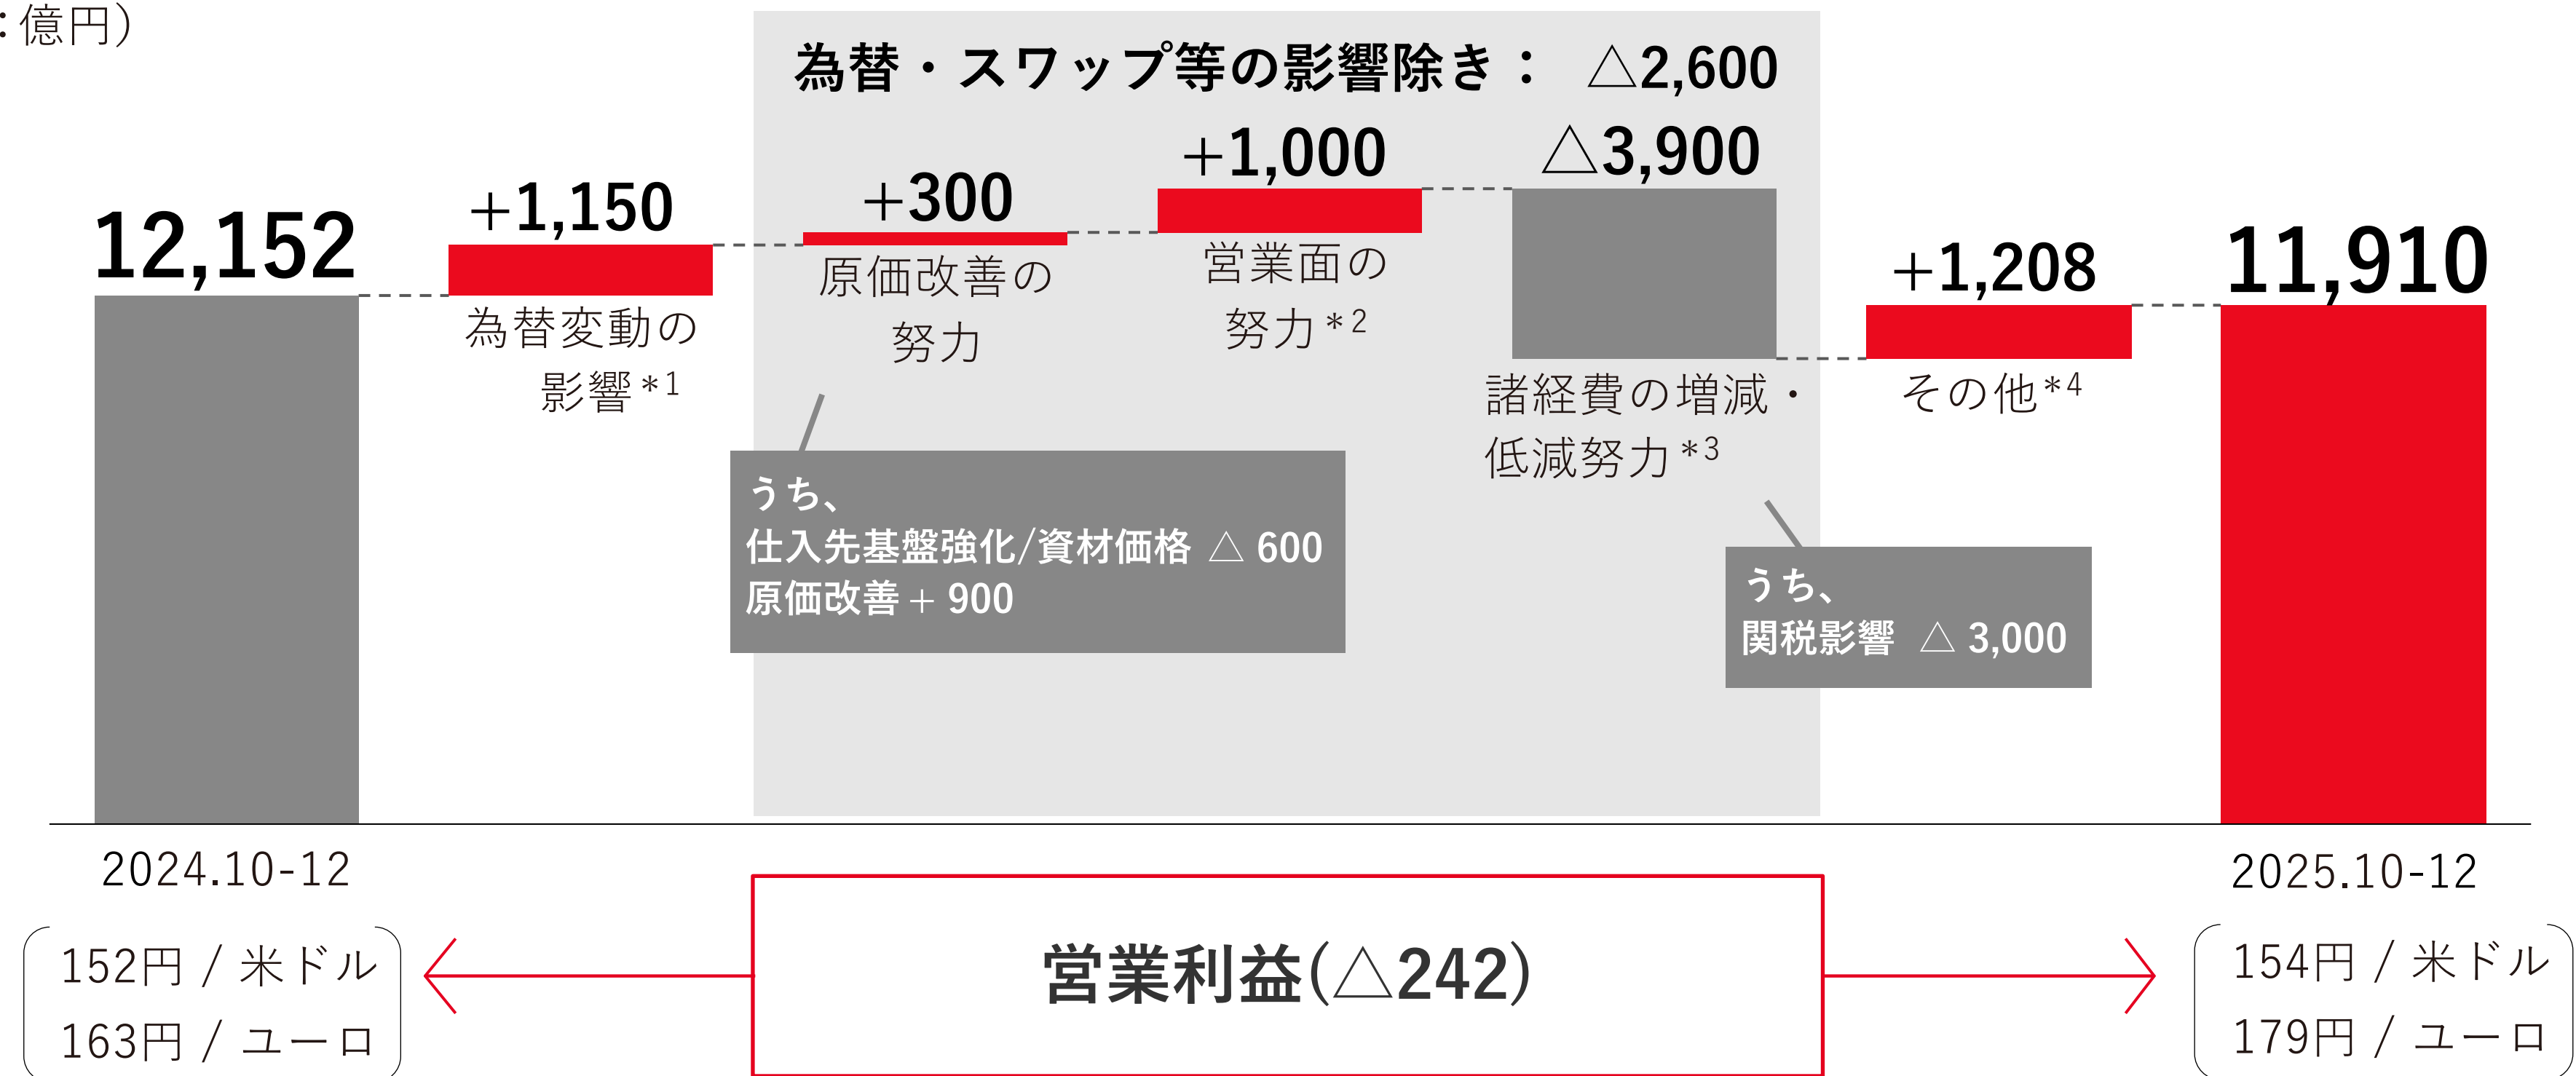 ：億円）
為替・スワップ等の影響除き： △2,600
12,152
+1,150
為替変動の
影響*1
+300
原価改善の
努力
+1,000
営業面の
努力*2
△3,900
諸経費の増減・
低減努力*3
+1,208
その他*4
11,910
うち、
仕入先基盤強化/資材価格 △ 600
原価改善 + 900
うち、
関税影響 △ 3,000
2024.10-12
152円 / 米ドル
163円 / ユーロ
営業利益(△242)
2025.10-12
154円 / 米ドル
179円 / ユーロ